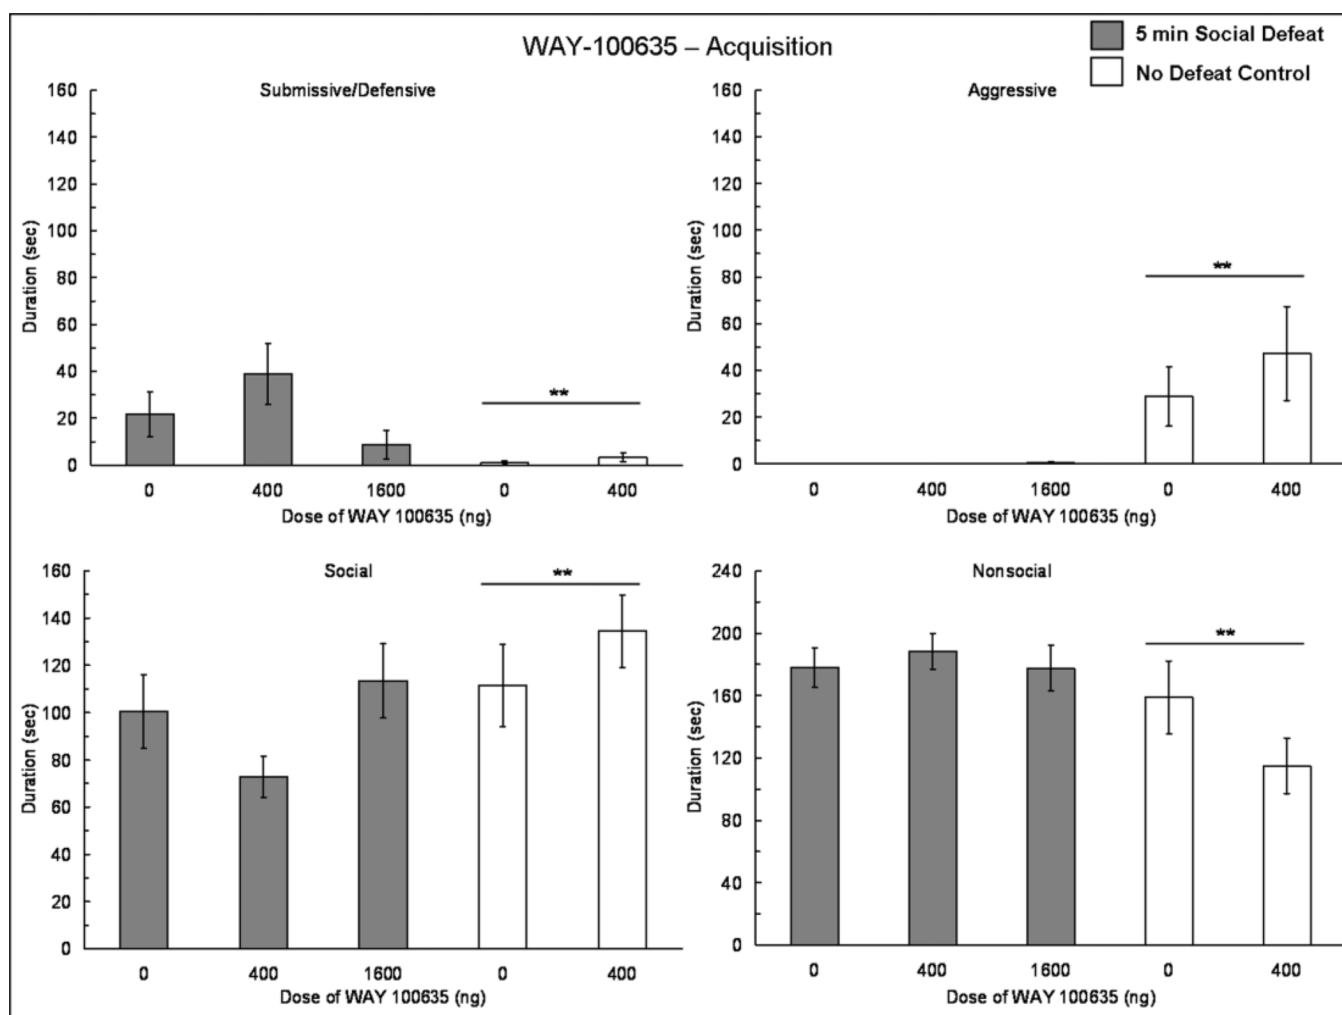 WAY-100635 – Acquisition
5 min Social Defeat
No Defeat Control
Submissive/Defensive
160
140
120
100
80
60
40
20
0
Duration (sec)
**
0 400 1600 0 400
Dose of WAY 100635 (ng)
Aggressive
160
140
120
100
80
60
40
20
0
Duration (sec)
**
0 400 1600 0 400
Dose of WAY 100635 (ng)
Social
160
140
120
100
80
60
40
20
0
Duration (sec)
**
0 400 1600 0 400
Dose of WAY 100635 (ng)
Nonsocial
240
200
160
120
80
40
0
Duration (sec)
**
0 400 1600 0 400
Dose of WAY 100635 (ng)